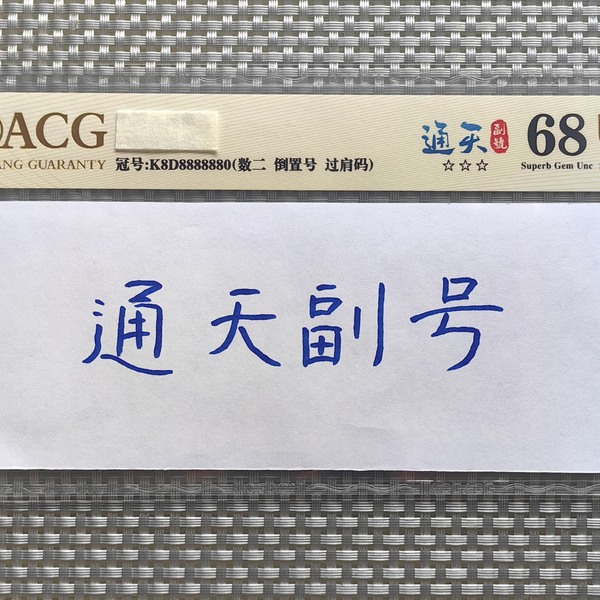 ACG
ANG GUARANTY
冠号:K8D8888880(数二 倒置号 过肩码)
通天 副號
☆☆☆
68
Superb Gem Unc
通天副号